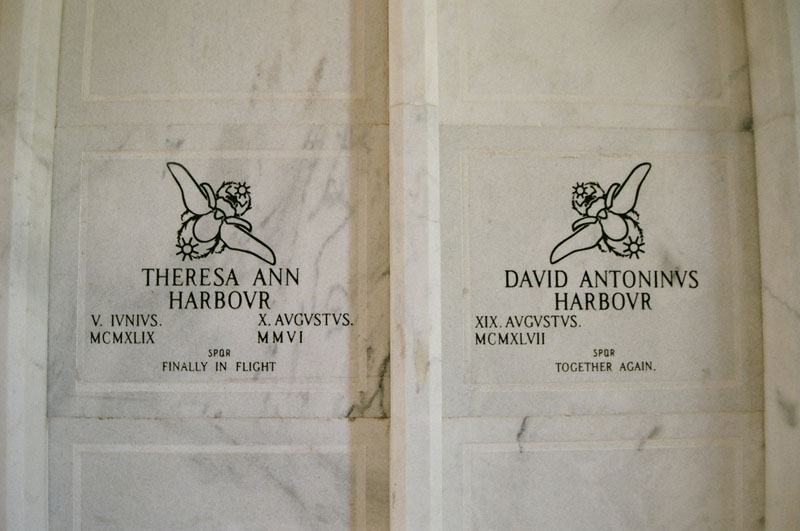 THERESA ANN
HARBOVR
V. IVNIVS. X. AVGVSTVS.
MCMXLIX MMVI
SPQR
FINALLY IN FLIGHT
DAVID ANTONINVS
HARBOVR
XIX. AVGVSTVS.
MCMXLVII
SPQR
TOGETHER AGAIN.